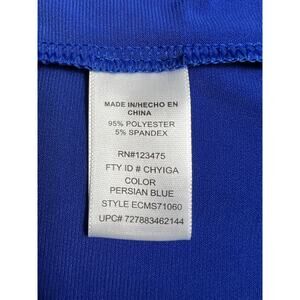 MADE IN/HECHO EN
CHINA
95% POLYESTER
5% SPANDEX
RN#123475
FTY ID # CHYIGA
COLOR
PERSIAN BLUE
STYLE ECMS71060
UPC# 727883462144